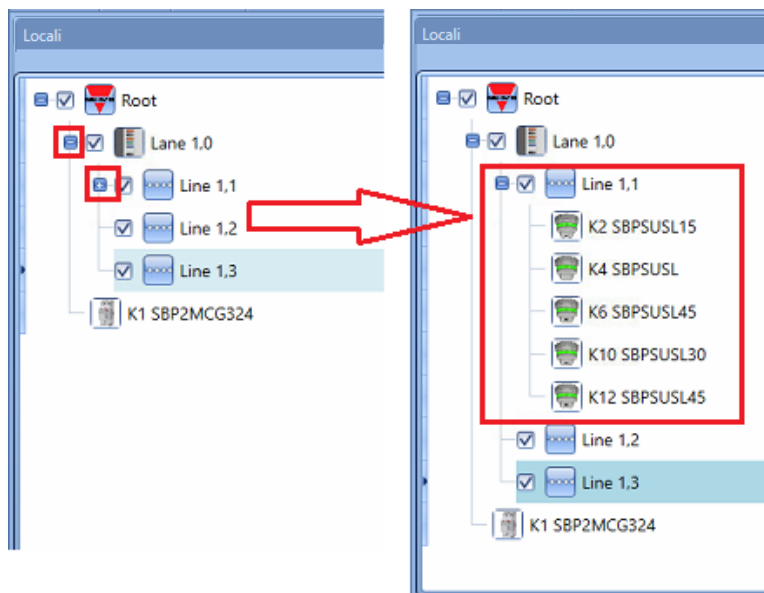 Locali
Root
Lane 1,0
Line 1,1
Line 1,2
Line 1,3
K1 SBP2MCG324
Locali
Root
Lane 1,0
Line 1,1
K2 SBPSUSL15
K4 SBPSUSL
K6 SBPSUSL45
K10 SBPSUSL30
K12 SBPSUSL45
Line 1,2
Line 1,3
K1 SBP2MCG324